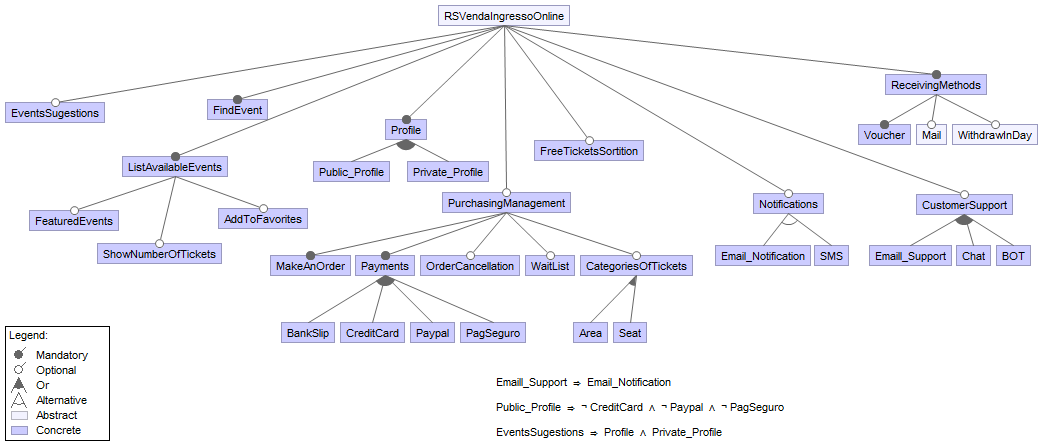 RSVendaIngressoOnline
EventsSugestions
FindEvent
ReceivingMethods
Profile
Voucher
Mail
WithdrawInDay
ListAvailableEvents
FreeTicketsSortition
Public_Profile
Private_Profile
FeaturedEvents
AddToFavorites
PurchasingManagement
Notifications
CustomerSupport
ShowNumberOfTickets
MakeAnOrder
Payments
OrderCancellation
WaitList
CategoriesOfTickets
Email_Notification
SMS
Emaill_Support
Chat
BOT
BankSlip
CreditCard
Paypal
PagSeguro
Area
Seat
Legend:
Mandatory
Optional
Or
Alternative
Abstract
Concrete
Emaill_Support ⇒ Email_Notification
Public_Profile ⇒ ¬ CreditCard ∧ ¬ Paypal ∧ ¬ PagSeguro
EventsSugestions ⇒ Profile ∧ Private_Profile